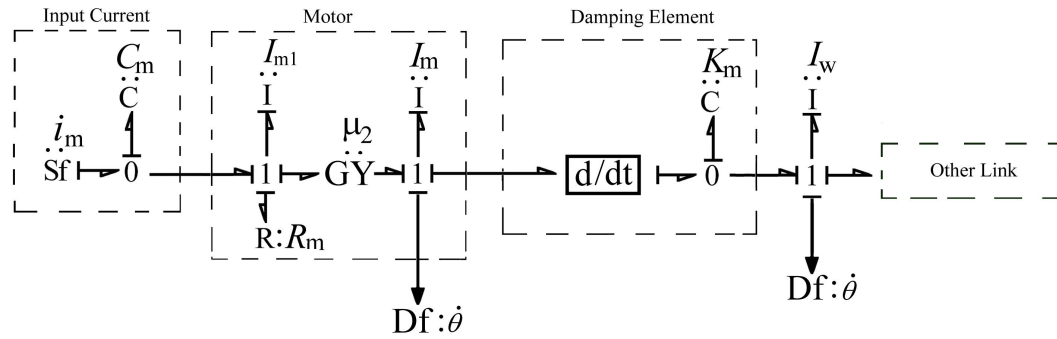 Input Current
Motor
Damping Element
C_m
I_m1
I_m
K_m
I_w
C
I
I
C
I
i_m
μ_2
Sf
0
1
GY
1
d/dt
0
1
Other Link
R:R_m
Df:θ̇
Df:θ̇